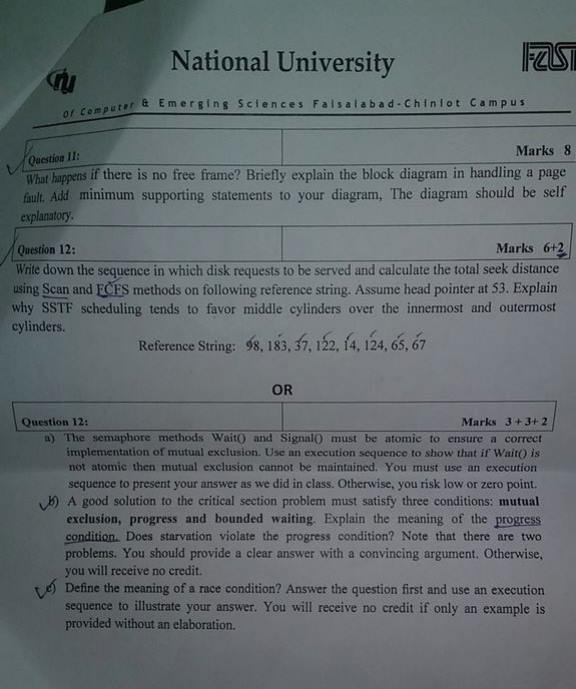 National University
FAST
nu
Of Computer & Emerging Sciences Faisalabad-Chiniot Campus
Question 11: Marks 8
What happens if there is no free frame? Briefly explain the block diagram in handling a page
fault. Add minimum supporting statements to your diagram, The diagram should be self
explanatory.
Question 12: Marks 6+2
Write down the sequence in which disk requests to be served and calculate the total seek distance
using Scan and FCFS methods on following reference string. Assume head pointer at 53. Explain
why SSTF scheduling tends to favor middle cylinders over the innermost and outermost
cylinders.
Reference String: 98, 183, 37, 122, 14, 124, 65, 67
OR
Question 12: Marks 3+3+2
a) The semaphore methods Wait() and Signal() must be atomic to ensure a correct
implementation of mutual exclusion. Use an execution sequence to show that if Wait() is
not atomic then mutual exclusion cannot be maintained. You must use an execution
sequence to present your answer as we did in class. Otherwise, you risk low or zero point.
b) A good solution to the critical section problem must satisfy three conditions: mutual
exclusion, progress and bounded waiting. Explain the meaning of the progress
condition. Does starvation violate the progress condition? Note that there are two
problems. You should provide a clear answer with a convincing argument. Otherwise,
you will receive no credit.
c) Define the meaning of a race condition? Answer the question first and use an execution
sequence to illustrate your answer. You will receive no credit if only an example is
provided without an elaboration.